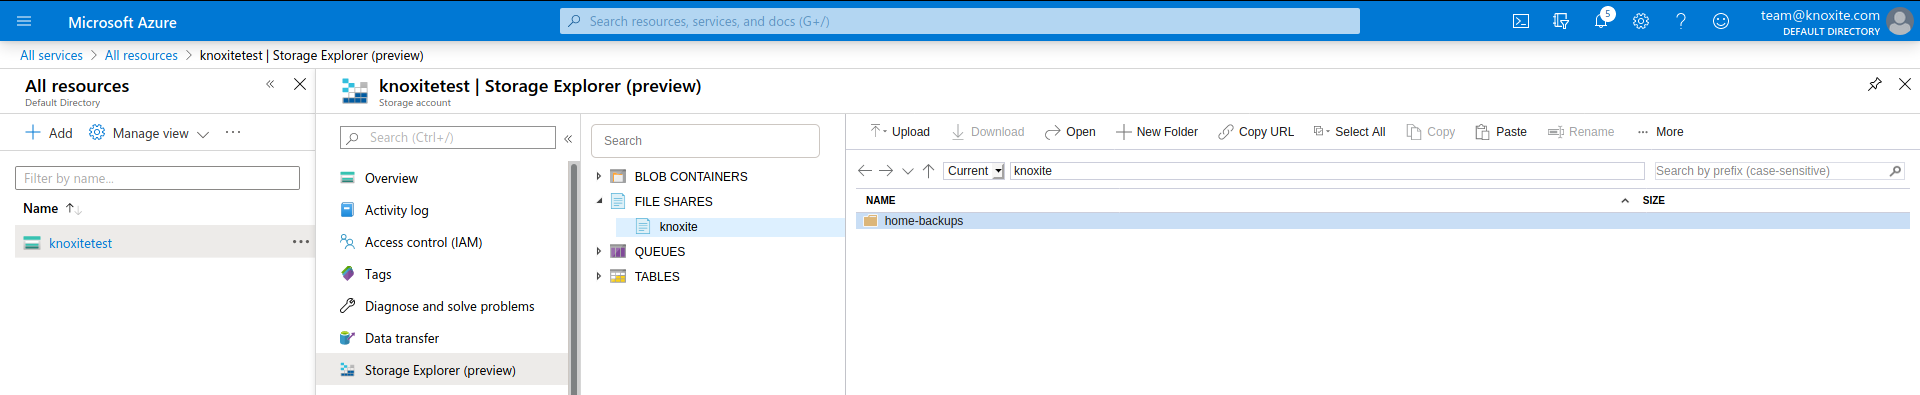 Microsoft Azure
Search resources, services, and docs (G+/)
5
team@knoxite.com
DEFAULT DIRECTORY
All services > All resources > knoxitetest | Storage Explorer (preview)
All resources
Default Directory
knoxitetest | Storage Explorer (preview)
Storage account
Add
Manage view
Filter by name...
Name
knoxitetest
Search (Ctrl+/)
Overview
Activity log
Access control (IAM)
Tags
Diagnose and solve problems
Data transfer
Storage Explorer (preview)
Search
BLOB CONTAINERS
FILE SHARES
knoxite
QUEUES
TABLES
Upload Download Open New Folder Copy URL Select All Copy Paste Rename More
Current knoxite Search by prefix (case-sensitive)
NAME SIZE
home-backups